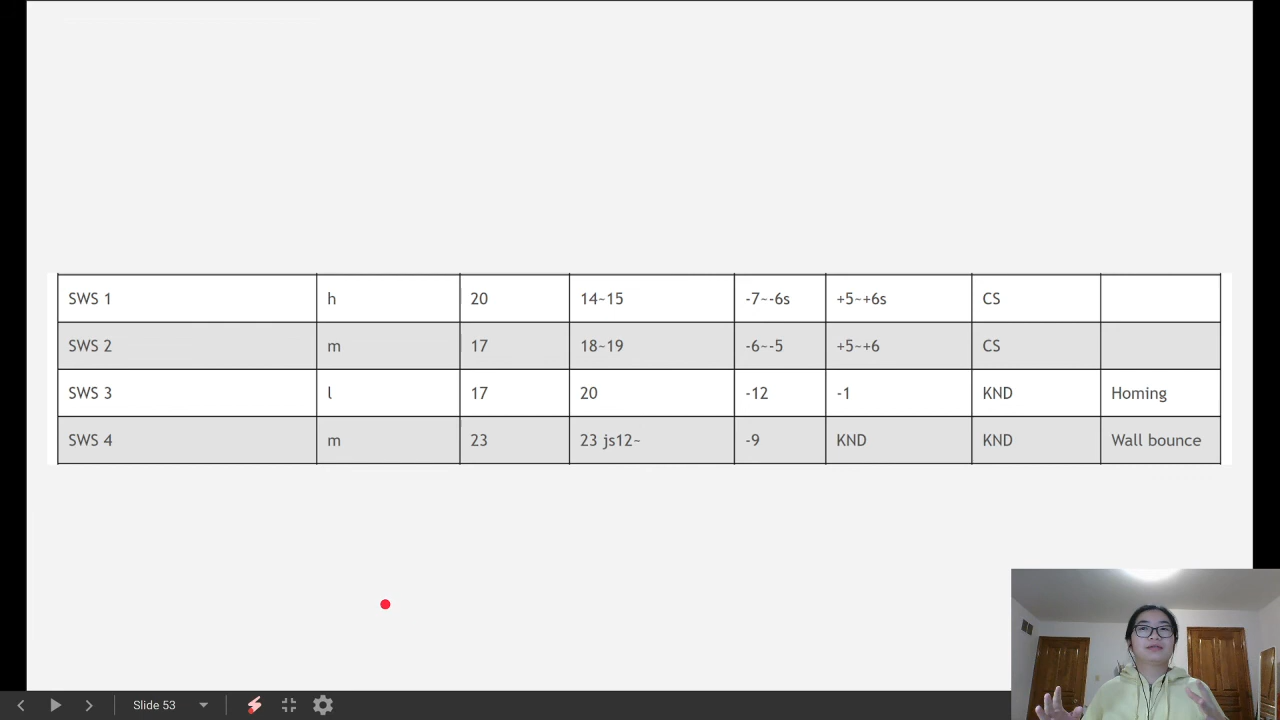 SWS 1 h 20 14~15 -7~-6s +5~+6s CS
SWS 2 m 17 18~19 -6~-5 +5~+6 CS
SWS 3 l 17 20 -12 -1 KND Homing
SWS 4 m 23 23 js12~ -9 KND KND Wall bounce
Slide 53